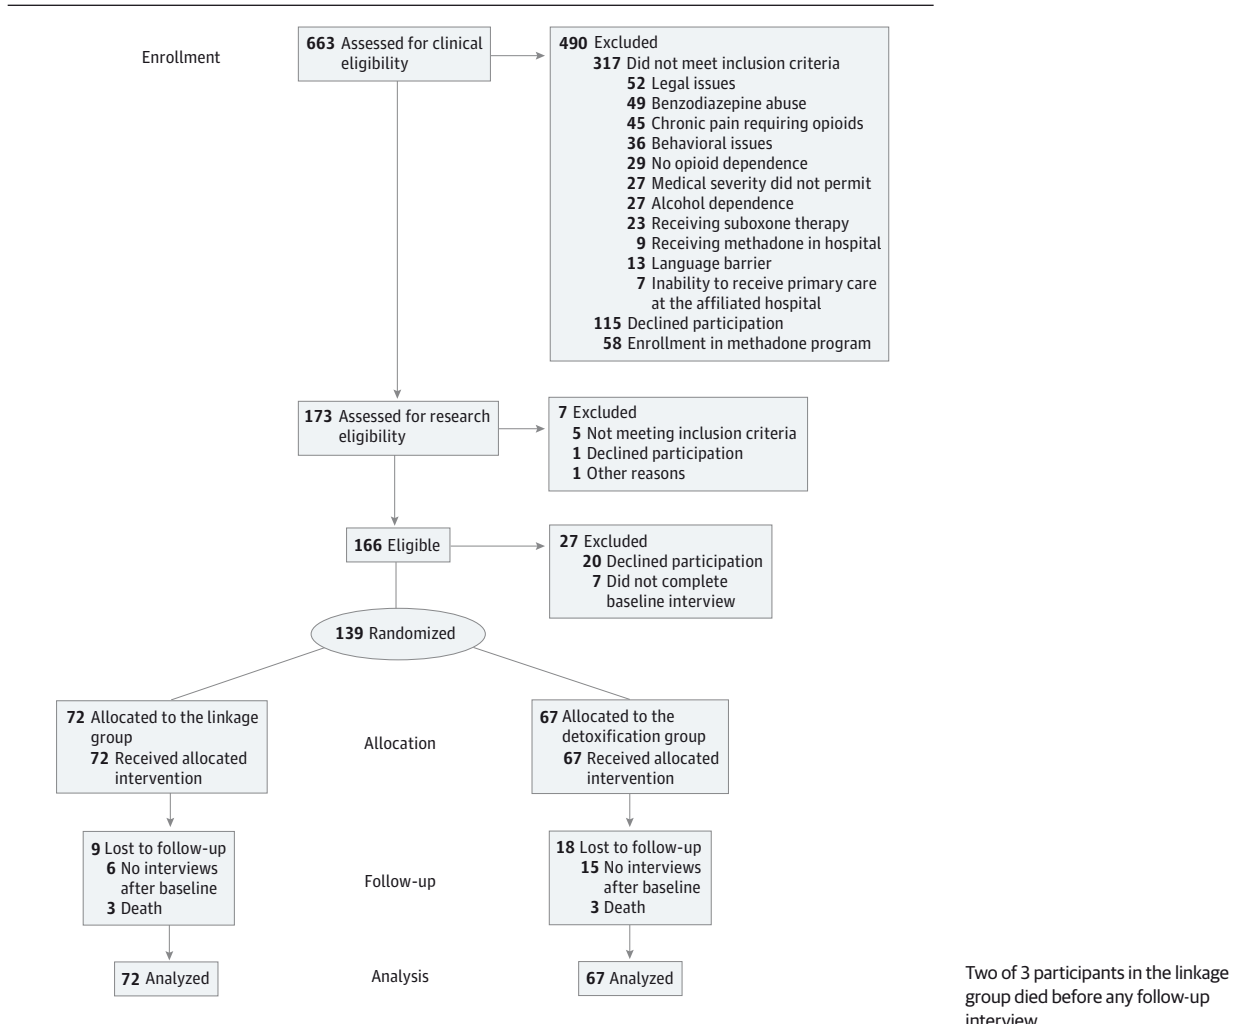 Enrollment
663 Assessed for clinical
eligibility
490 Excluded
317 Did not meet inclusion criteria
52 Legal issues
49 Benzodiazepine abuse
45 Chronic pain requiring opioids
36 Behavioral issues
29 No opioid dependence
27 Medical severity did not permit
27 Alcohol dependence
23 Receiving suboxone therapy
9 Receiving methadone in hospital
13 Language barrier
7 Inability to receive primary care
at the affiliated hospital
115 Declined participation
58 Enrollment in methadone program
173 Assessed for research
eligibility
7 Excluded
5 Not meeting inclusion criteria
1 Declined participation
1 Other reasons
166 Eligible
27 Excluded
20 Declined participation
7 Did not complete
baseline interview
139 Randomized
72 Allocated to the linkage
group
72 Received allocated
intervention
Allocation
67 Allocated to the
detoxification group
67 Received allocated
intervention
9 Lost to follow-up
6 No interviews
after baseline
3 Death
Follow-up
18 Lost to follow-up
15 No interviews
after baseline
3 Death
72 Analyzed
Analysis
67 Analyzed
Two of 3 participants in the linkage
group died before any follow-up
interview